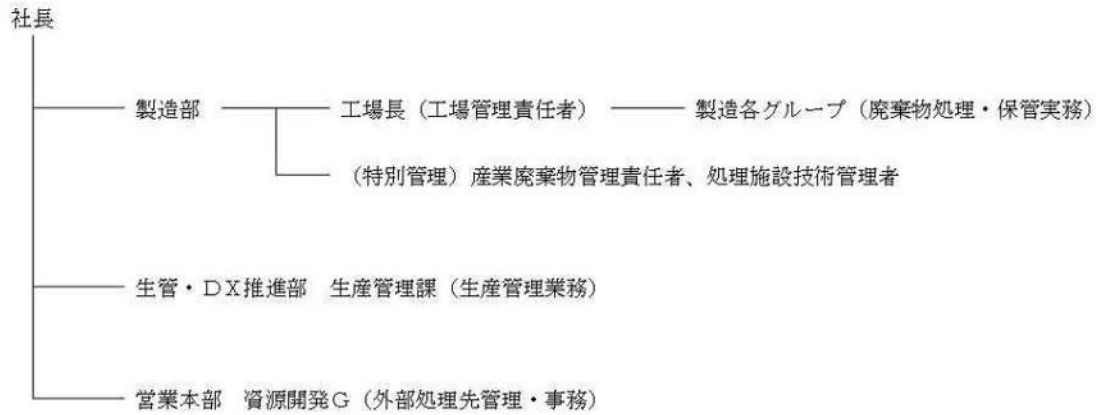 社長
製造部 工場長（工場管理責任者） 製造各グループ（廃棄物処理・保管実務）
（特別管理）産業廃棄物管理責任者、処理施設技術管理者
生管・ＤＸ推進部　生産管理課（生産管理業務）
営業本部　資源開発Ｇ（外部処理先管理・事務）